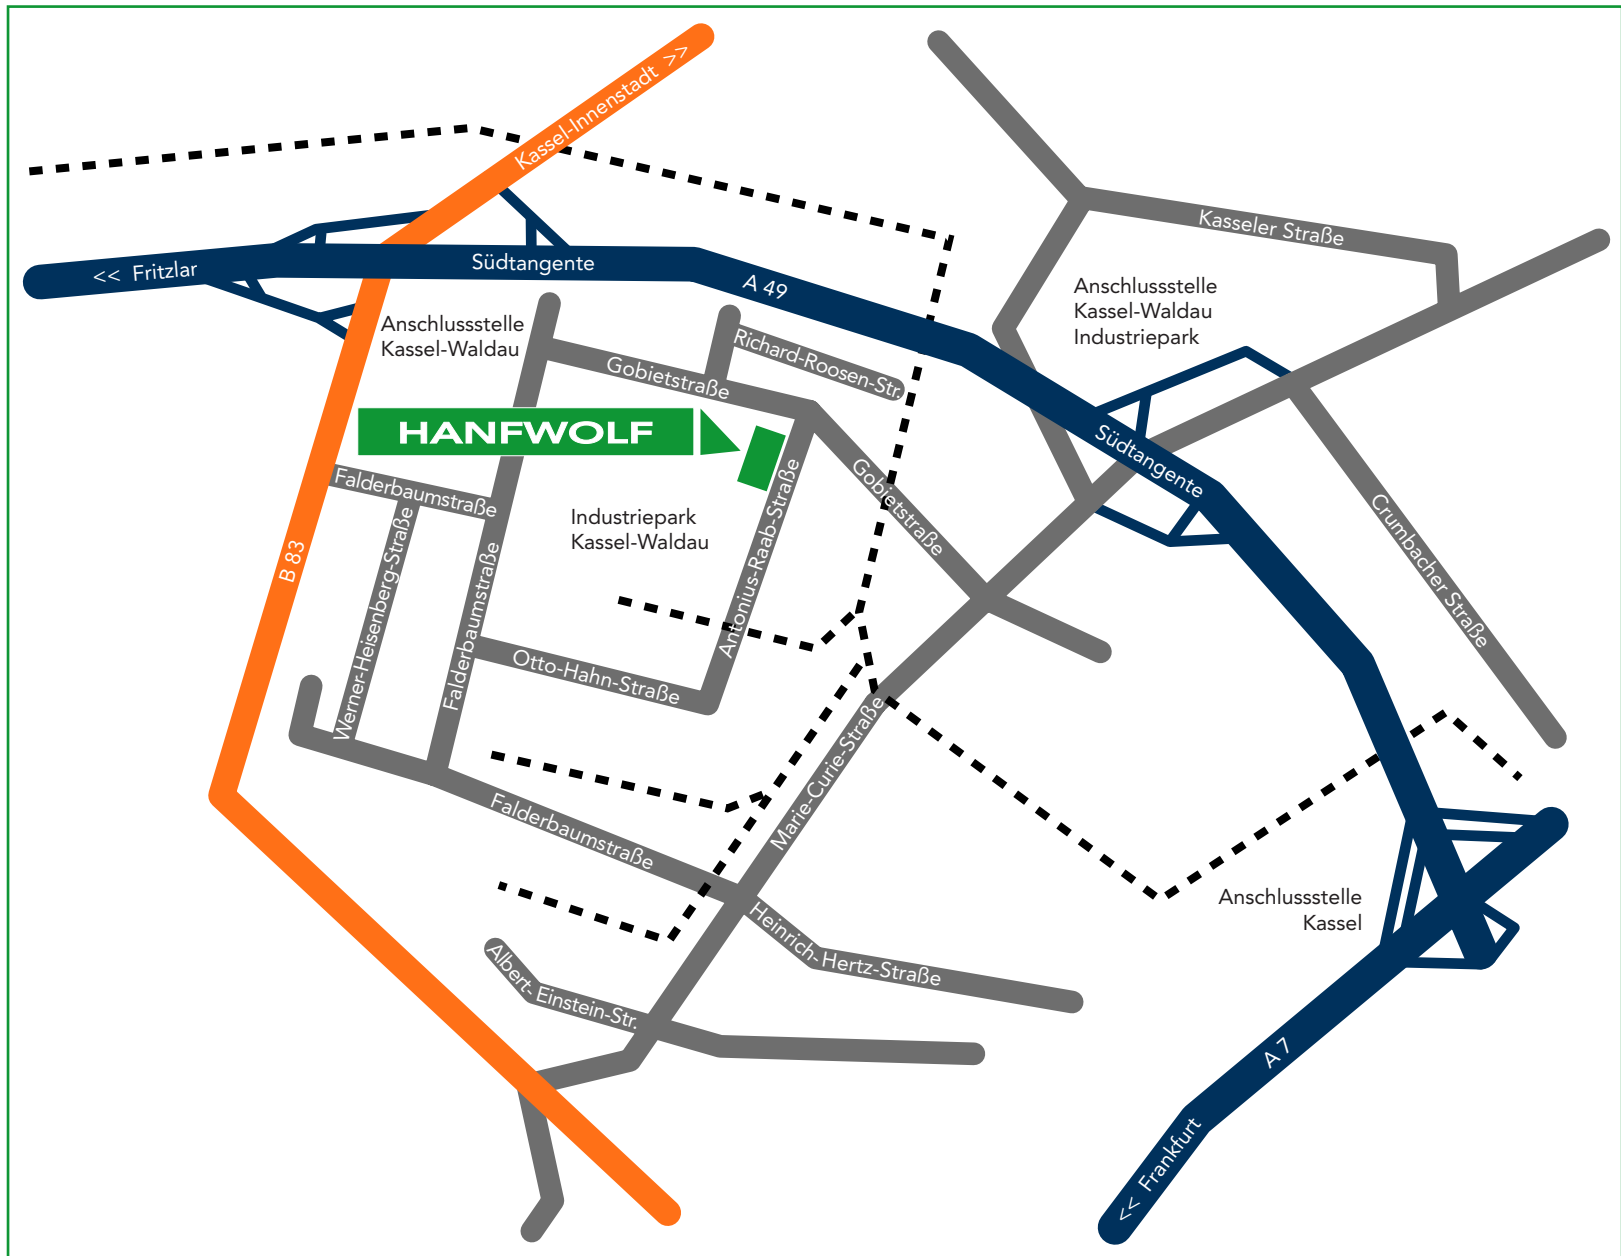 Kassel-Innenstadt >>
Kasseler Straße
<< Fritzlar
Südtangente
A 49
Anschlussstelle
Kassel-Waldau
Industriepark
Anschlussstelle
Kassel-Waldau
Richard-Roosen-Str.
Gobietstraße
HANFWOLF
Südtangente
Falderbaumstraße
Gobietstraße
Industriepark
Kassel-Waldau
Crumbacher Straße
B 83
Werner-Heisenberg-Straße
Falderbaumstraße
Antonius-Raab-Straße
Otto-Hahn-Straße
Marie-Curie-Straße
Falderbaumstraße
Anschlussstelle
Kassel
Heinrich-Hertz-Straße
Albert-Einstein-Str.
A 7
<< Frankfurt